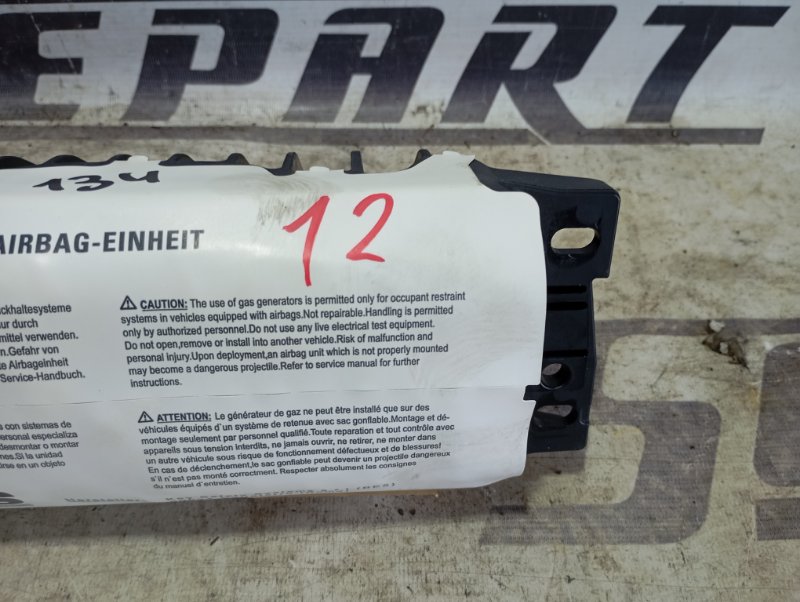 EPART
134
12
AIRBAG-EINHEIT
ckhaltesysteme
ur durch
mittel verwenden.
n.Gefahr von
te Airbageinheit
Service-Handbuch.
CAUTION: The use of gas generators is permitted only for occupant restraint
systems in vehicles equipped with airbags.Not repairable.Handling is permitted
only by authorized personnel.Do not use any live electrical test equipment.
Do not open,remove or install into another vehicle.Risk of malfunction and
personal injury.Upon deployment,an airbag unit which is not properly mounted
may become a dangerous projectile.Refer to service manual for further
instructions.
s con sistemas de
ersonal especializa
desmontar o montar
nes.Si la unidad
irse en un objeto
ATTENTION: Le générateur de gaz ne peut être installé que sur des
véhicules équipés d'un système de retenue avec sac gonflable.Montage et dé-
montage seulement par personnel qualifié.Toute reparation et tout contrôle avec
appareils sous tension interdits, ne jamais ouvrir, ne retirer, ne monter dans
un autre véhicule sous risque de fonctionnement défectueux et de blessures
En cas de déclenchement,le sac gonflable peut devenir un projectile dangereux
s'il n'est pas monté correctement. Respecter absolument les consignes
du manuel d'entretien.